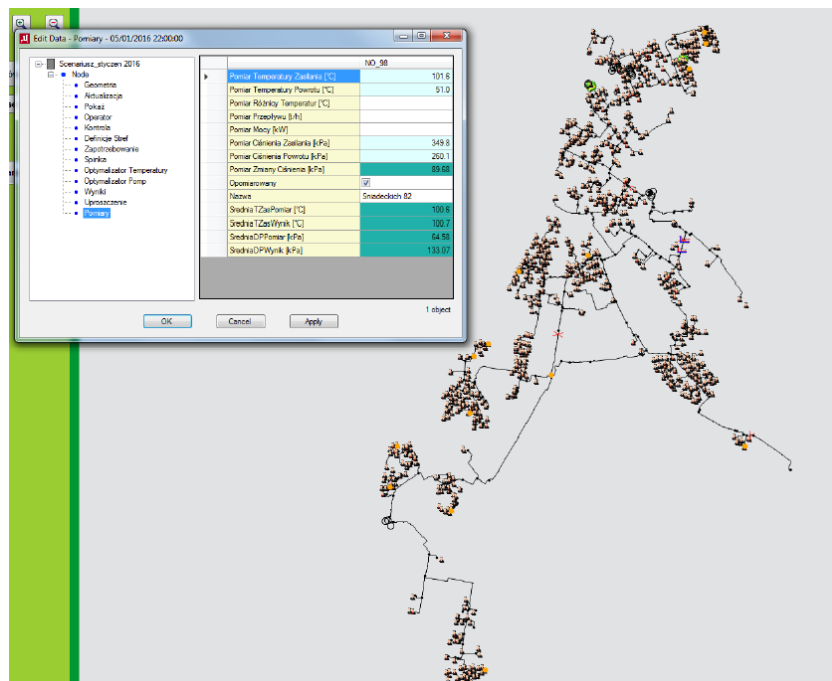 Edit Data - Pomiary - 05/01/2016 22:00:00
Scenariusz_styczen 2016
Node
Geometria
Aktualizacja
Pokaż
Operator
Kontrola
Definicje Stref
Zapotrzebowanie
Spinka
Optymalizator Temperatury
Optymalizator Pomp
Wyniki
Uproszczenie
Pomiary
NO_98
Pomiar Temperatury Zasilania [°C] 101.6
Pomiar Temperatury Powrotu [°C] 51.0
Pomiar Różnicy Temperatur [°C]
Pomiar Przepływu [t/h]
Pomiar Mocy [kW]
Pomiar Ciśnienia Zasilania [kPa] 349.8
Pomiar Ciśnienia Powrotu [kPa] 260.1
Pomiar Zmiany Ciśnienia [kPa] 89.68
Opomiarowany
Nazwa Sniadeckich 82
SredniaTZasPomiar [°C] 100.6
SredniaTZasWynik [°C] 100.7
SredniaDPPomiar [kPa] 64.58
SredniaDPWynik [kPa] 133.07
1 object
OK Cancel Apply